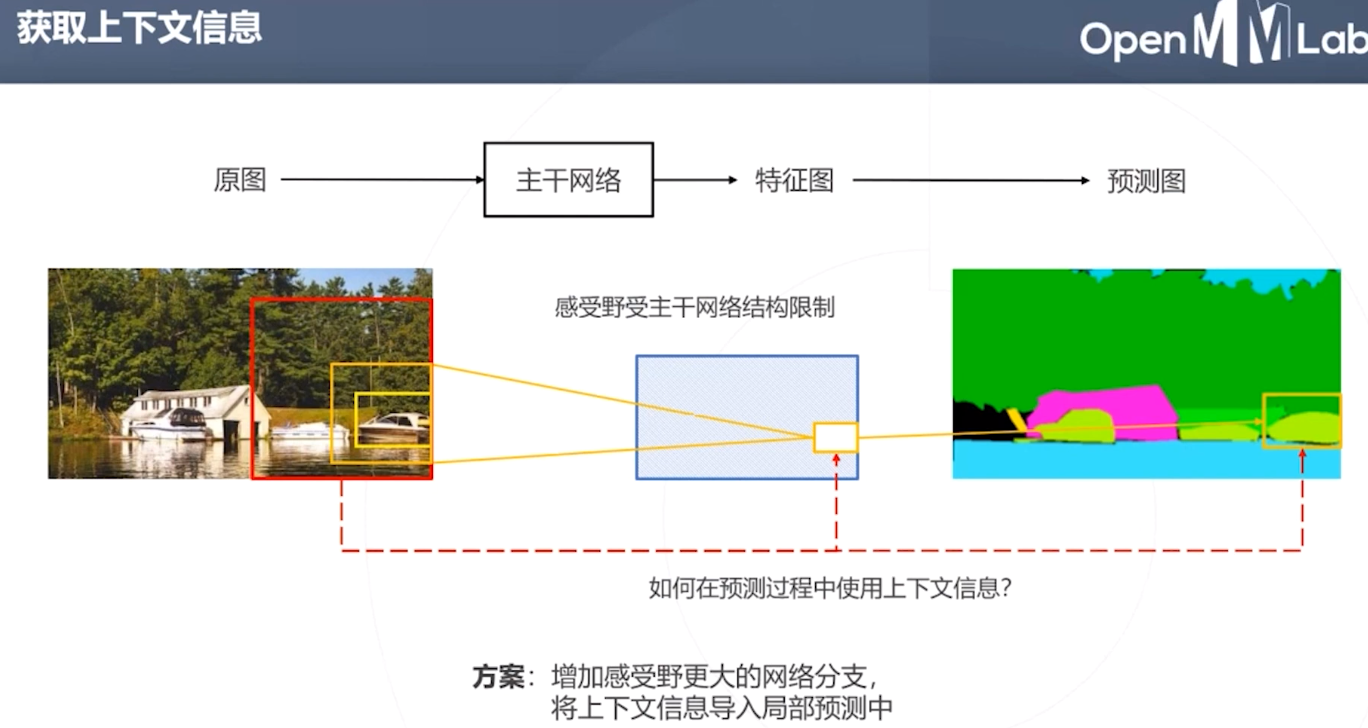 获取上下文信息
OpenMMLab
原图
主干网络
特征图
预测图
感受野受主干网络结构限制
如何在预测过程中使用上下文信息？
方案：增加感受野更大的网络分支，
将上下文信息导入局部预测中